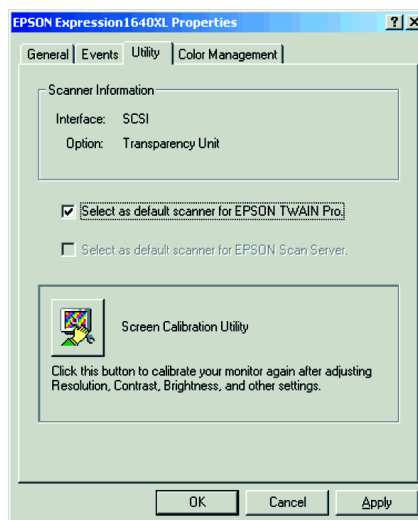 EPSON Expression1640XL Properties
General Events Utility Color Management
Scanner Information
Interface: SCSI
Option: Transparency Unit
Select as default scanner for EPSON TWAIN Pro.
Select as default scanner for EPSON Scan Server.
Screen Calibration Utility
Click this button to calibrate your monitor again after adjusting
Resolution, Contrast, Brightness, and other settings.
OK Cancel Apply